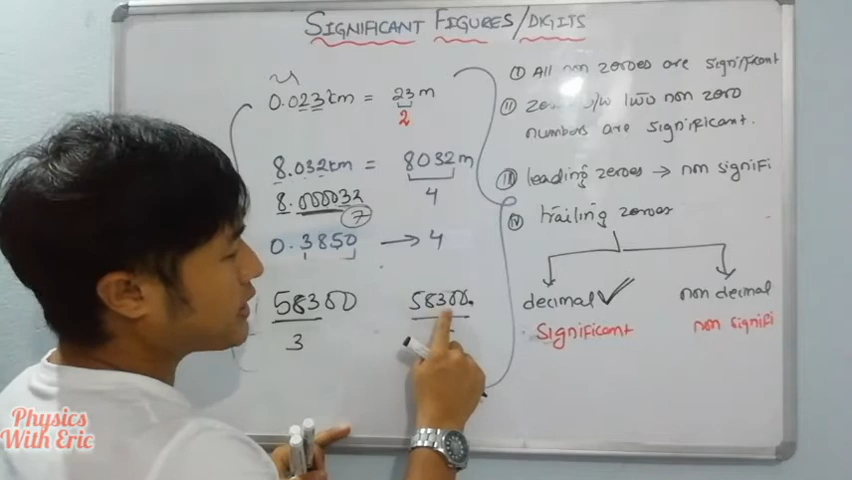 SIGNIFICANT FIGURES/DIGITS
0.023km = 23m
2
8.032km = 8032m
4
8.000032
7
0.3850 → 4
58300
3
58300.
① All non zeroes are significant
② two non zero
numbers are significant.
③ leading zeroes → non signifi
④ trailing zeroes
decimal ✓
non decimal
Significant
non signifi
Physics
With Eric